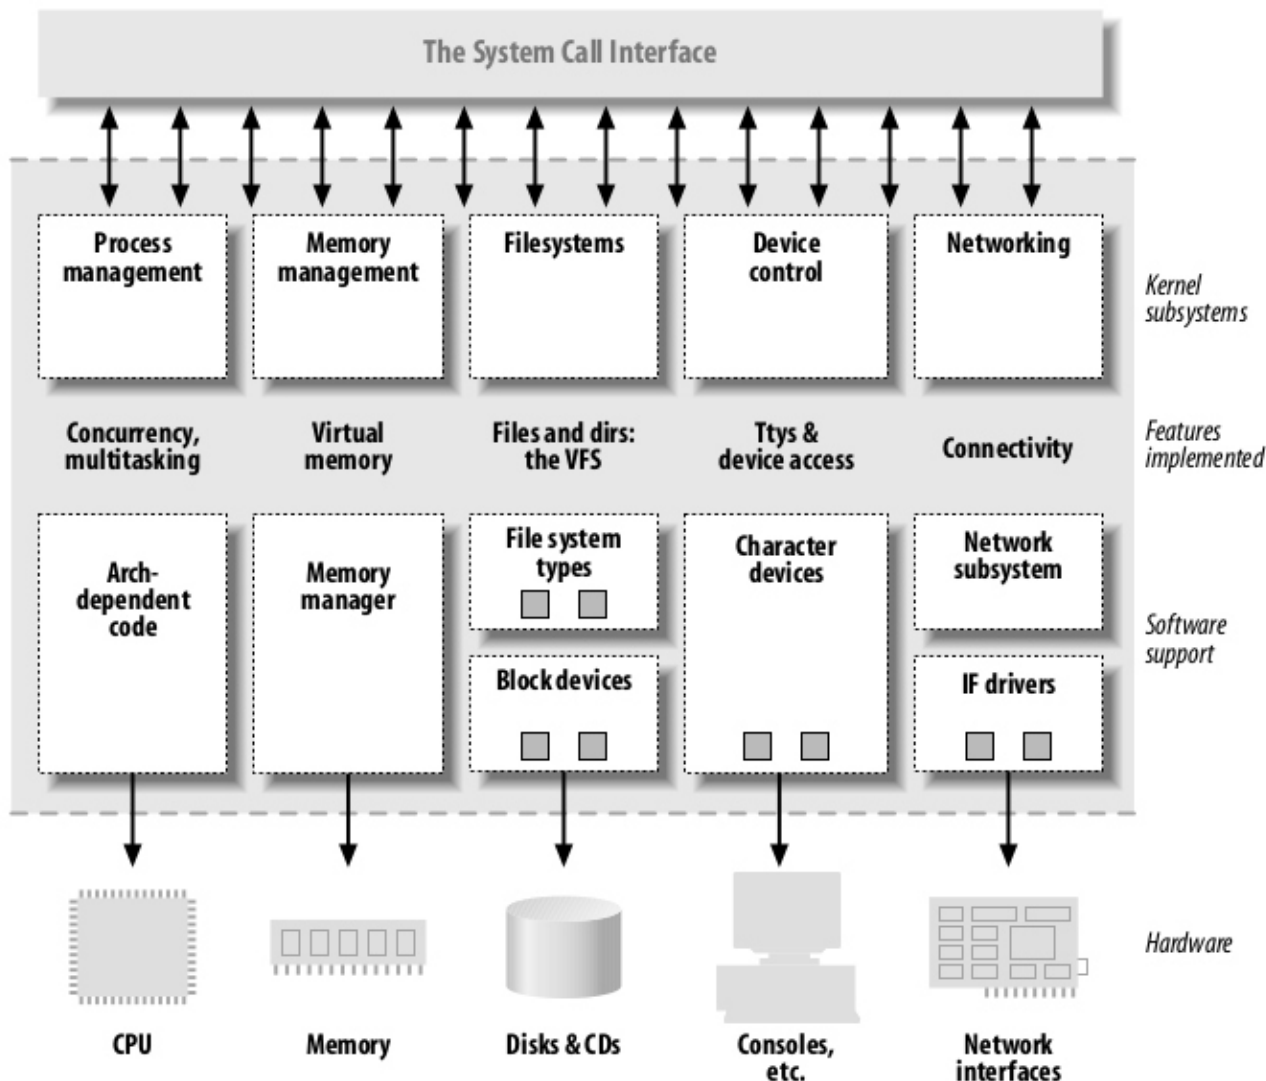 The System Call Interface
Process
management
Memory
management
Filesystems
Device
control
Networking
Kernel
subsystems
Concurrency,
multitasking
Virtual
memory
Files and dirs:
the VFS
Ttys &
device access
Connectivity
Features
implemented
Arch-
dependent
code
Memory
manager
File system
types
Block devices
Character
devices
Network
subsystem
IF drivers
Software
support
Hardware
CPU
Memory
Disks & CDs
Consoles,
etc.
Network
interfaces